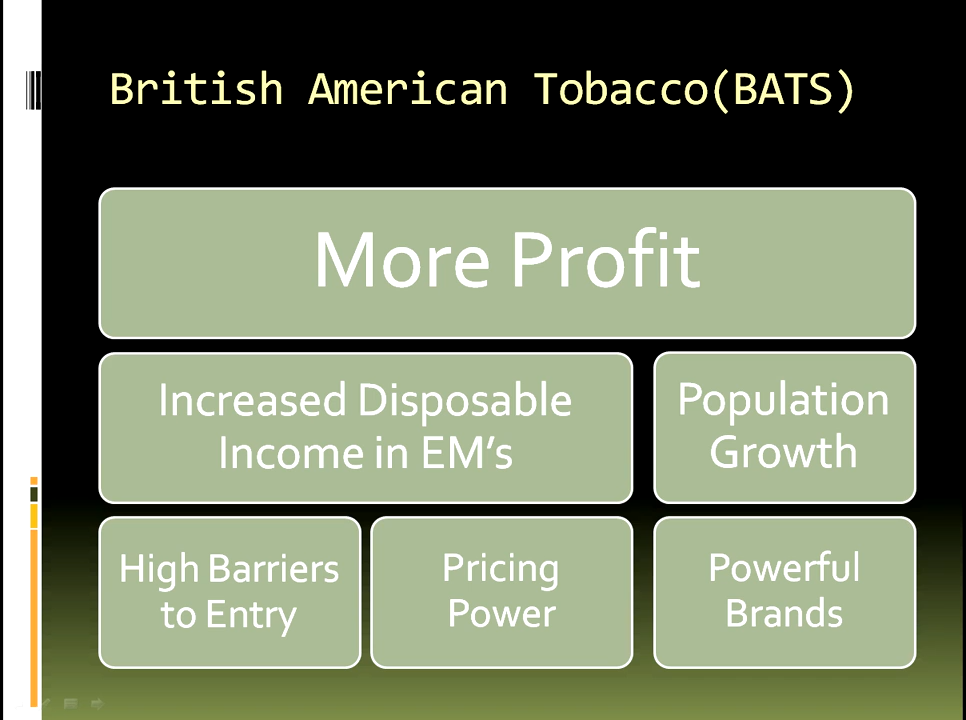 British American Tobacco(BATS)
More Profit
Increased Disposable
Income in EM’s
Population
Growth
High Barriers
to Entry
Pricing
Power
Powerful
Brands